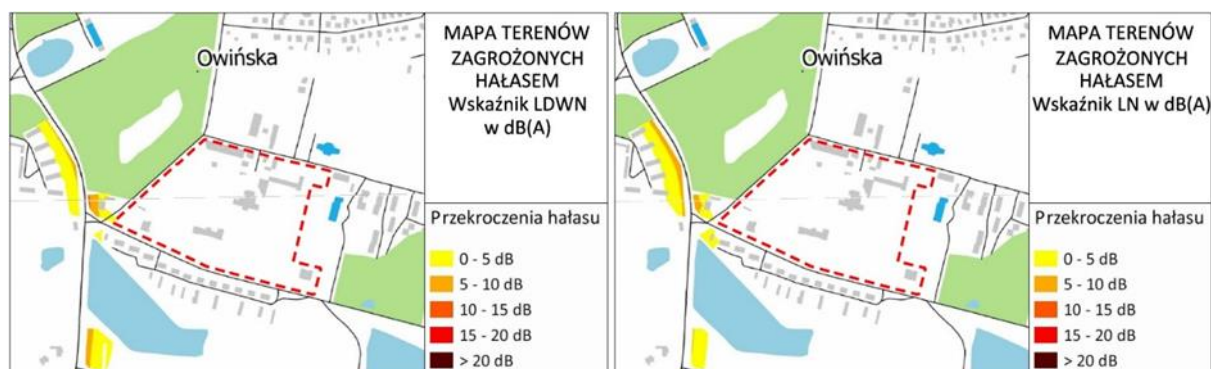 Owińska
MAPA TERENÓW
ZAGROŻONYCH
HAŁASEM
Wskaźnik LDWN
w dB(A)
Przekroczenia hałasu
0 - 5 dB
5 - 10 dB
10 - 15 dB
15 - 20 dB
> 20 dB
Owińska
MAPA TERENÓW
ZAGROŻONYCH
HAŁASEM
Wskaźnik LN w dB(A)
Przekroczenia hałasu
0 - 5 dB
5 - 10 dB
10 - 15 dB
15 - 20 dB
> 20 dB